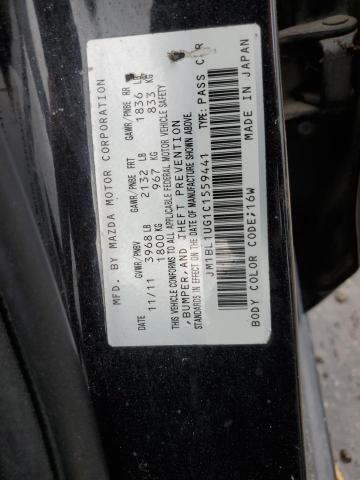 MFD. BY MAZDA MOTOR CORPORATION
DATE GVWR/PNBV GAWR/PNBE FRT GAWR/PNBE RR
11/11 3968 LB 2132 LB 1836 LB
1800 KG 967 KG 833 KG
THIS VEHICLE CONFORMS TO ALL APPLICABLE FEDERAL MOTOR VEHICLE SAFETY
,BUMPER,AND THEFT PREVENTION
STANDARDS IN EFFECT ON THE DATE OF MANUFACTURE SHOWN ABOVE.
JM1BL1UG1C1559441 TYPE: PASS CAR
BODY COLOR CODE:16W MADE IN JAPAN